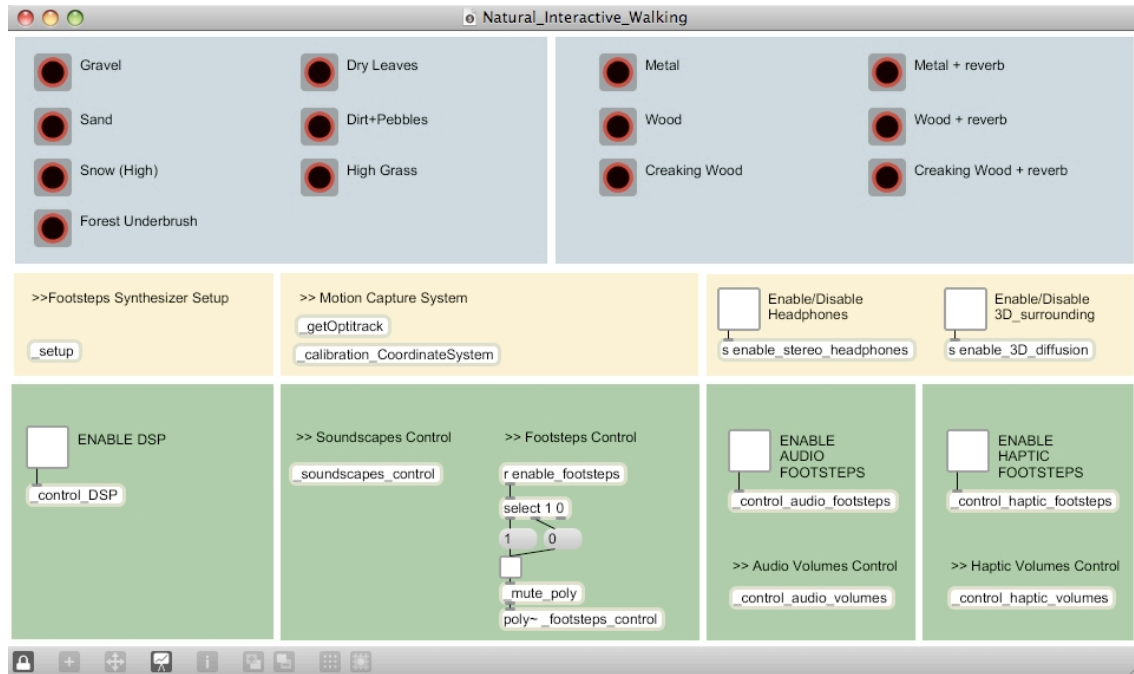 Natural_Interactive_Walking
Gravel
Dry Leaves
Metal
Metal + reverb
Sand
Dirt+Pebbles
Wood
Wood + reverb
Snow (High)
High Grass
Creaking Wood
Creaking Wood + reverb
Forest Underbrush
>>Footsteps Synthesizer Setup
_setup
>> Motion Capture System
_getOptitrack
_calibration_CoordinateSystem
Enable/Disable
Headphones
s enable_stereo_headphones
Enable/Disable
3D_surrounding
s enable_3D_diffusion
ENABLE DSP
_control_DSP
>> Soundscapes Control
_soundscapes_control
>> Footsteps Control
r enable_footsteps
select 1 0
1
0
_mute_poly
poly~ _footsteps_control
ENABLE
AUDIO
FOOTSTEPS
_control_audio_footsteps
>> Audio Volumes Control
_control_audio_volumes
ENABLE
HAPTIC
FOOTSTEPS
_control_haptic_footsteps
>> Haptic Volumes Control
_control_haptic_volumes
i